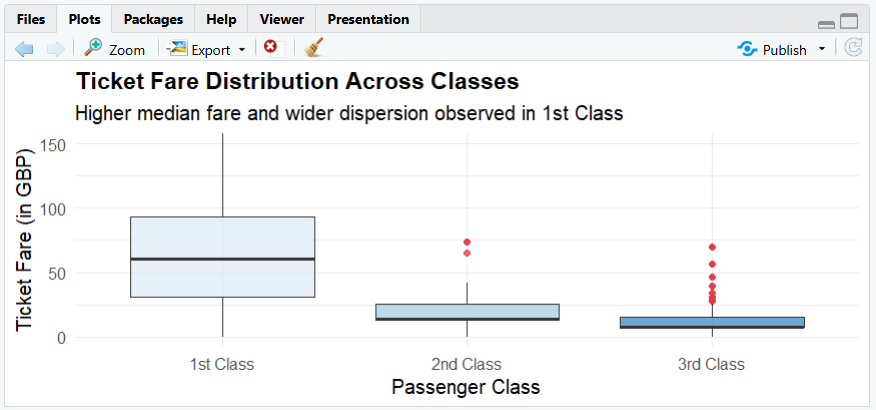 Files Plots Packages Help Viewer Presentation
Zoom Export Publish
Ticket Fare Distribution Across Classes
Higher median fare and wider dispersion observed in 1st Class
Ticket Fare (in GBP)
150
100
50
0
1st Class 2nd Class 3rd Class
Passenger Class